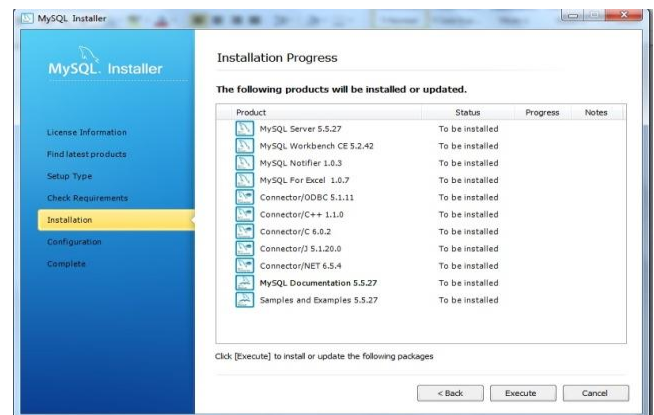 MySQL Installer
MySQL. Installer
License Information
Find latest products
Setup Type
Check Requirements
Installation
Configuration
Complete
Installation Progress
The following products will be installed or updated.
Product Status Progress Notes
MySQL Server 5.5.27 To be installed
MySQL Workbench CE 5.2.42 To be installed
MySQL Notifier 1.0.3 To be installed
MySQL For Excel 1.0.7 To be installed
Connector/ODBC 5.1.11 To be installed
Connector/C++ 1.1.0 To be installed
Connector/C 6.0.2 To be installed
Connector/J 5.1.20.0 To be installed
Connector/NET 6.5.4 To be installed
MySQL Documentation 5.5.27 To be installed
Samples and Examples 5.5.27 To be installed
Click [Execute] to install or update the following packages
< Back Execute Cancel